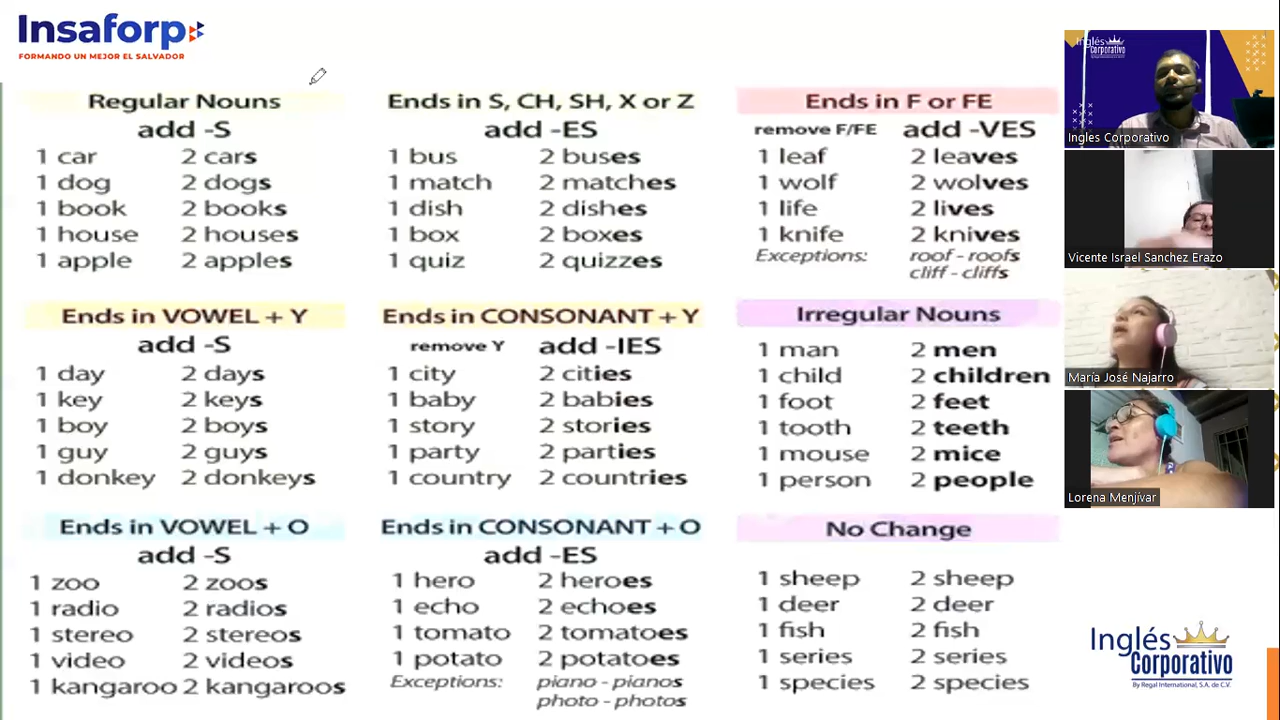 Insaforp
FORMANDO UN MEJOR EL SALVADOR
Regular Nouns
add -S
1 car 2 cars
1 dog 2 dogs
1 book 2 books
1 house 2 houses
1 apple 2 apples
Ends in S, CH, SH, X or Z
add -ES
1 bus 2 buses
1 match 2 matches
1 dish 2 dishes
1 box 2 boxes
1 quiz 2 quizzes
Ends in F or FE
remove F/FE add -VES
1 leaf 2 leaves
1 wolf 2 wolves
1 life 2 lives
1 knife 2 knives
Exceptions: roof - roofs
cliff - cliffs
Ends in VOWEL + Y
add -S
1 day 2 days
1 key 2 keys
1 boy 2 boys
1 guy 2 guys
1 donkey 2 donkeys
Ends in CONSONANT + Y
remove Y add -IES
1 city 2 cities
1 baby 2 babies
1 story 2 stories
1 party 2 parties
1 country 2 countries
Irregular Nouns
1 man 2 men
1 child 2 children
1 foot 2 feet
1 tooth 2 teeth
1 mouse 2 mice
1 person 2 people
Ends in VOWEL + O
add -S
1 zoo 2 zoos
1 radio 2 radios
1 stereo 2 stereos
1 video 2 videos
1 kangaroo 2 kangaroos
Ends in CONSONANT + O
add -ES
1 hero 2 heroes
1 echo 2 echoes
1 tomato 2 tomatoes
1 potato 2 potatoes
Exceptions: piano - pianos
photo - photos
No Change
1 sheep 2 sheep
1 deer 2 deer
1 fish 2 fish
1 series 2 series
1 species 2 species
Inglés
Corporativo
Ingles Corporativo
Vicente Israel Sanchez Erazo
María José Najarro
Lorena Menjívar
Inglés
Corporativo
By Regal International, S.A. de C.V.